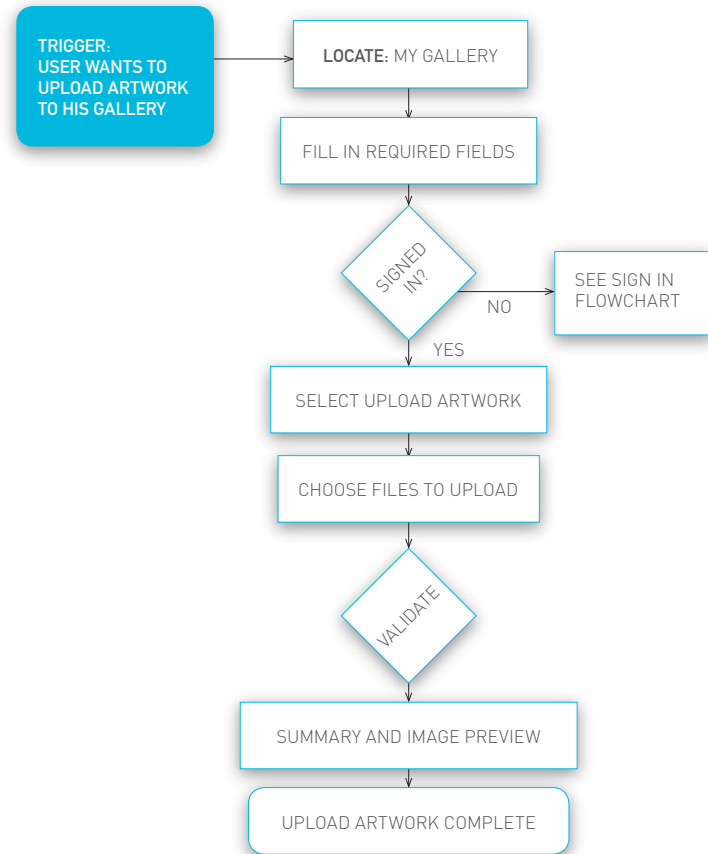 TRIGGER:
USER WANTS TO
UPLOAD ARTWORK
TO HIS GALLERY
LOCATE: MY GALLERY
FILL IN REQUIRED FIELDS
SIGNED
IN?
NO
SEE SIGN IN
FLOWCHART
YES
SELECT UPLOAD ARTWORK
CHOOSE FILES TO UPLOAD
VALIDATE
SUMMARY AND IMAGE PREVIEW
UPLOAD ARTWORK COMPLETE